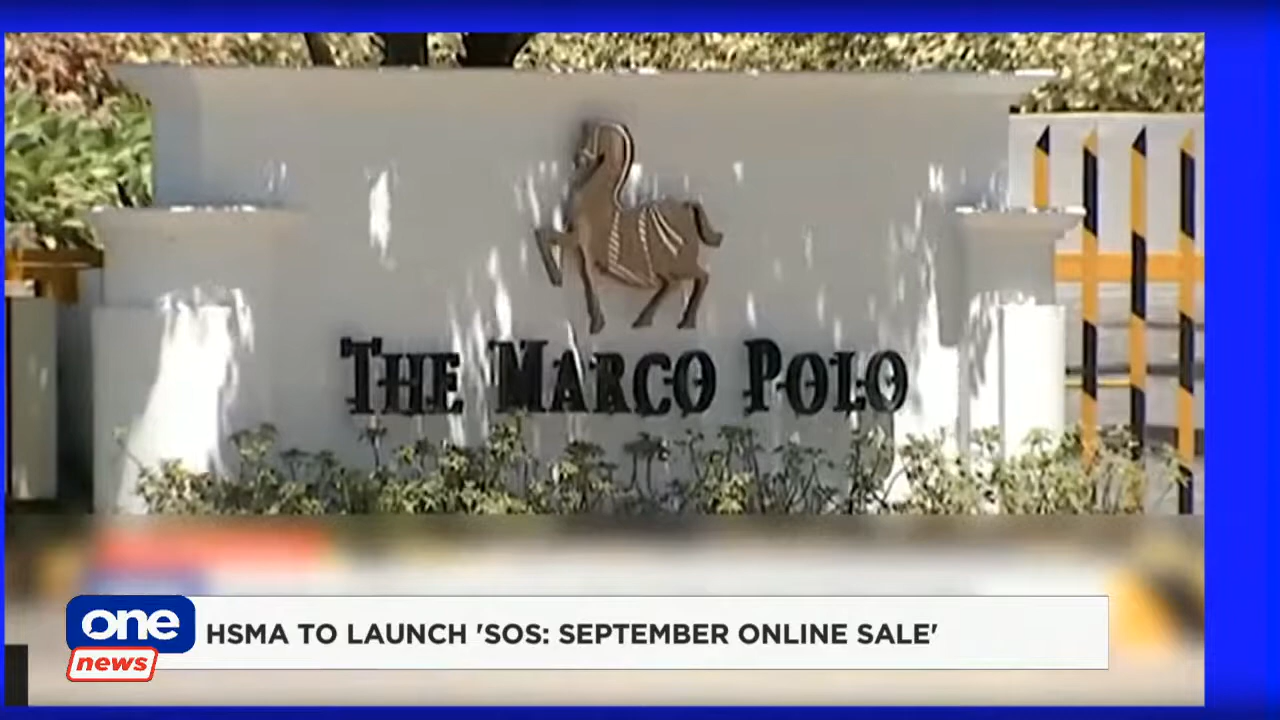 THE MARCO POLO
one
news
HSMA TO LAUNCH 'SOS: SEPTEMBER ONLINE SALE'